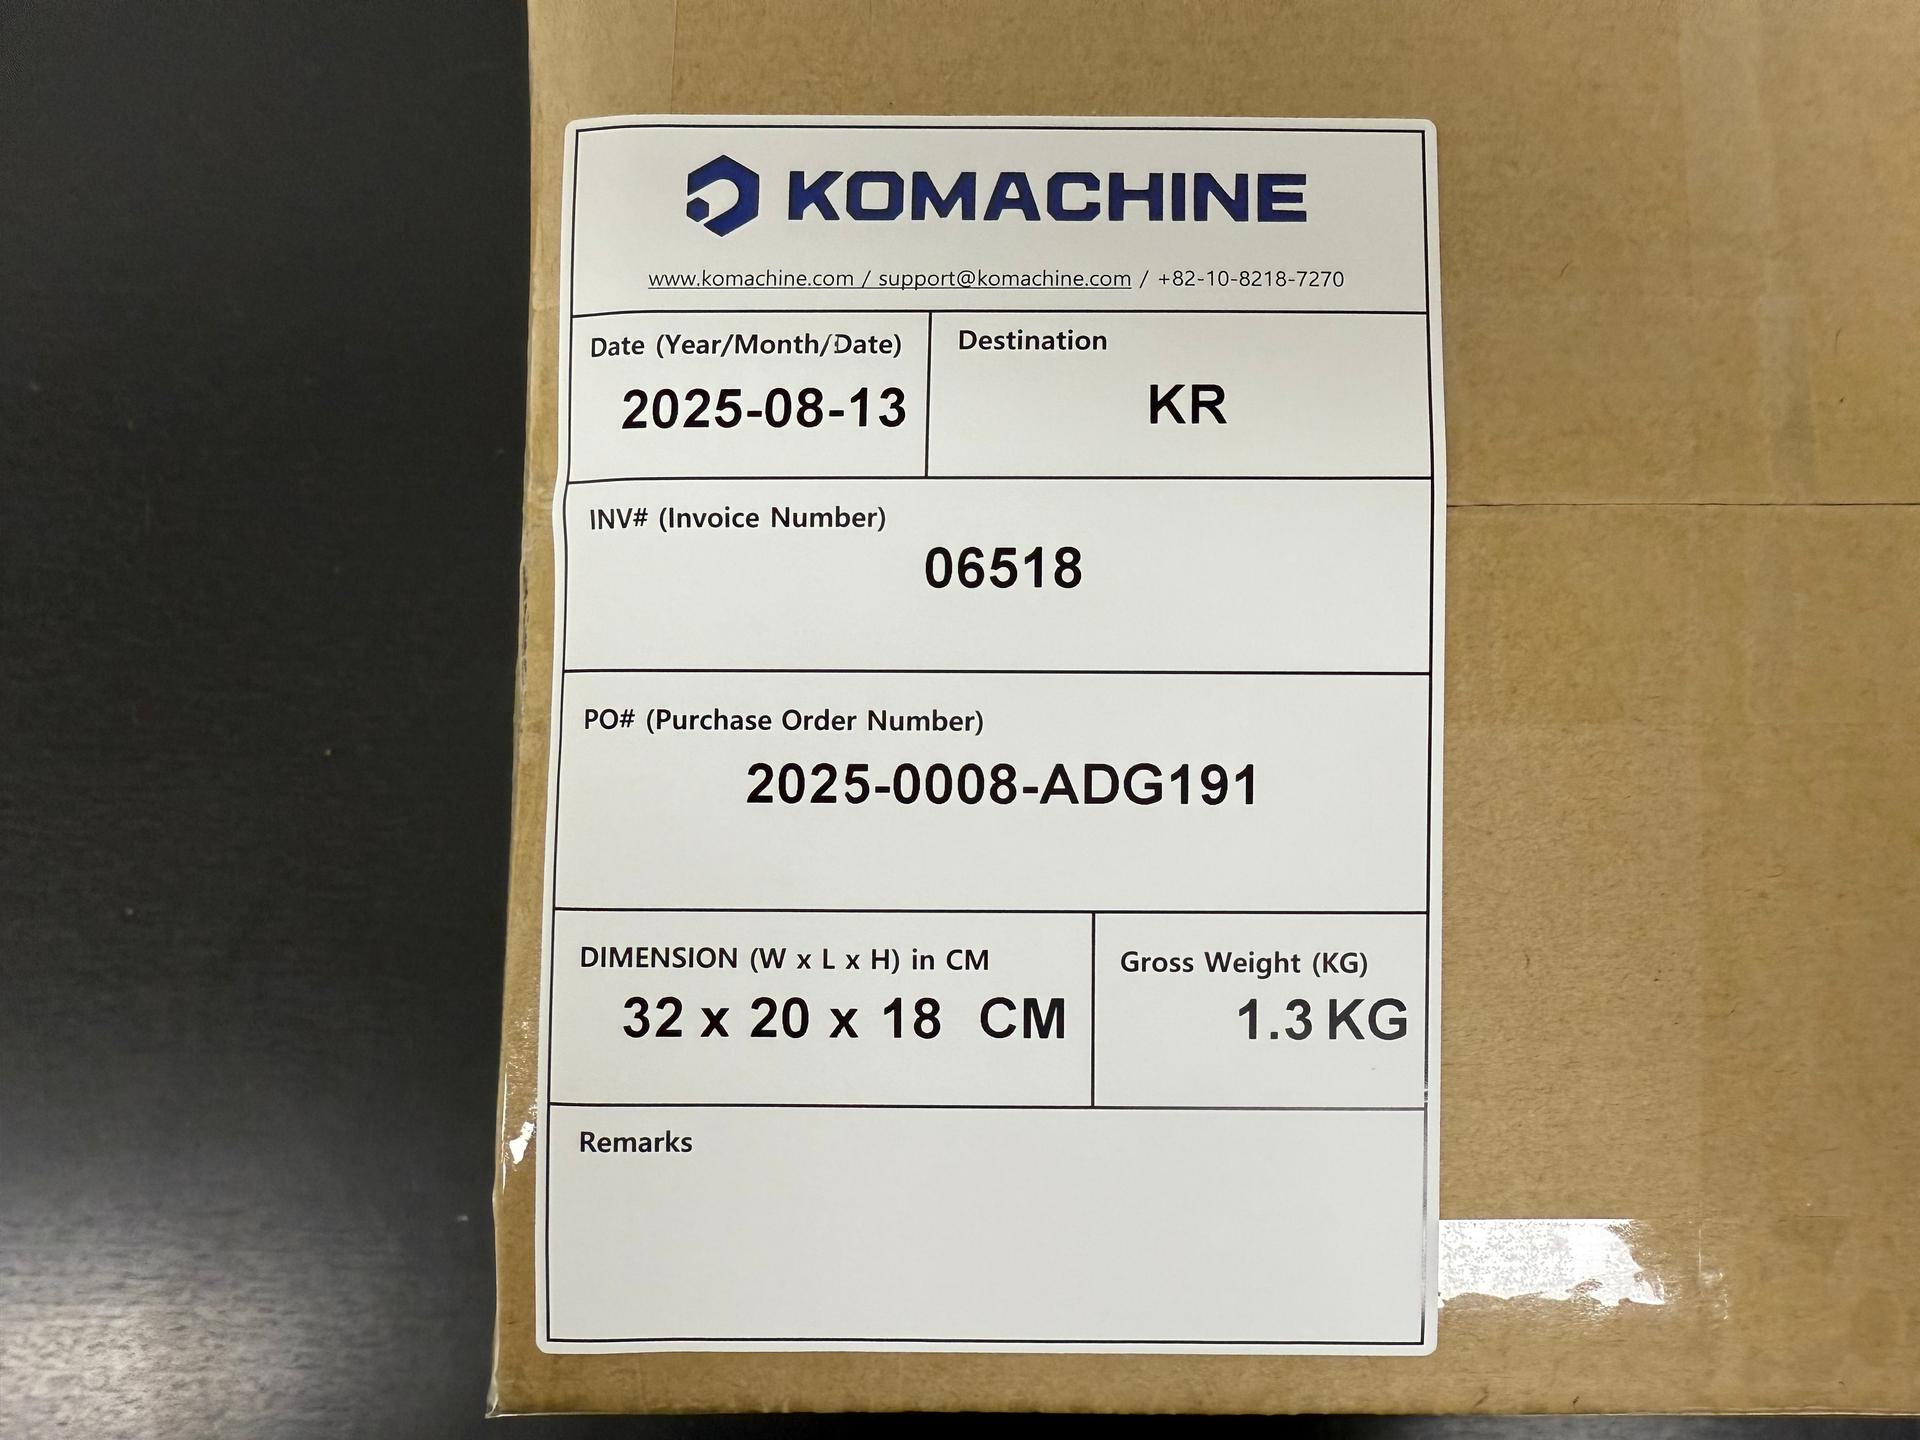 KOMACHINE
www.komachine.com / support@komachine.com / +82-10-8218-7270
Date (Year/Month/Date)
2025-08-13
Destination
KR
INV# (Invoice Number)
06518
PO# (Purchase Order Number)
2025-0008-ADG191
DIMENSION (W x L x H) in CM
32 x 20 x 18 CM
Gross Weight (KG)
1.3 KG
Remarks